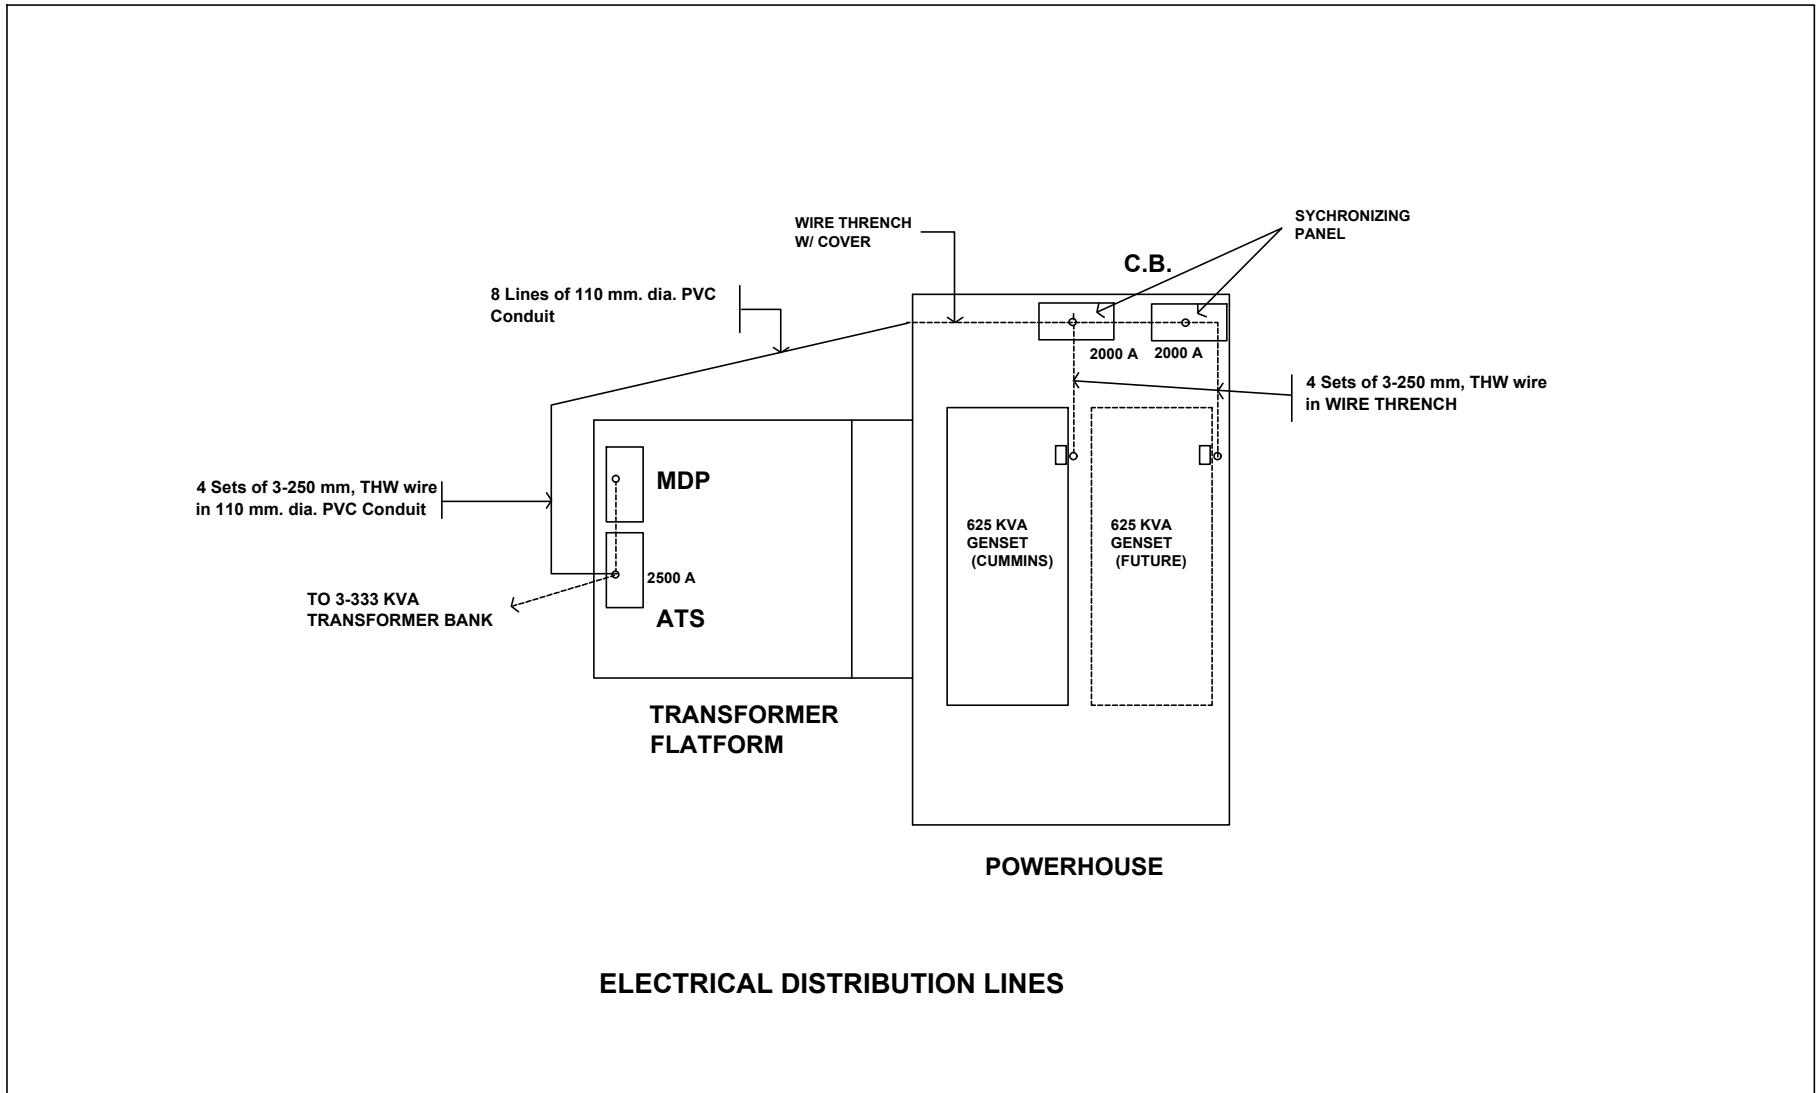 WIRE THRENCH
W/ COVER
SYCHRONIZING
PANEL
C.B.
8 Lines of 110 mm. dia. PVC
Conduit
2000 A
2000 A
4 Sets of 3-250 mm, THW wire
in WIRE THRENCH
4 Sets of 3-250 mm, THW wire
in 110 mm. dia. PVC Conduit
MDP
625 KVA
GENSET
(CUMMINS)
625 KVA
GENSET
(FUTURE)
2500 A
TO 3-333 KVA
TRANSFORMER BANK
ATS
TRANSFORMER
FLATFORM
POWERHOUSE
ELECTRICAL DISTRIBUTION LINES